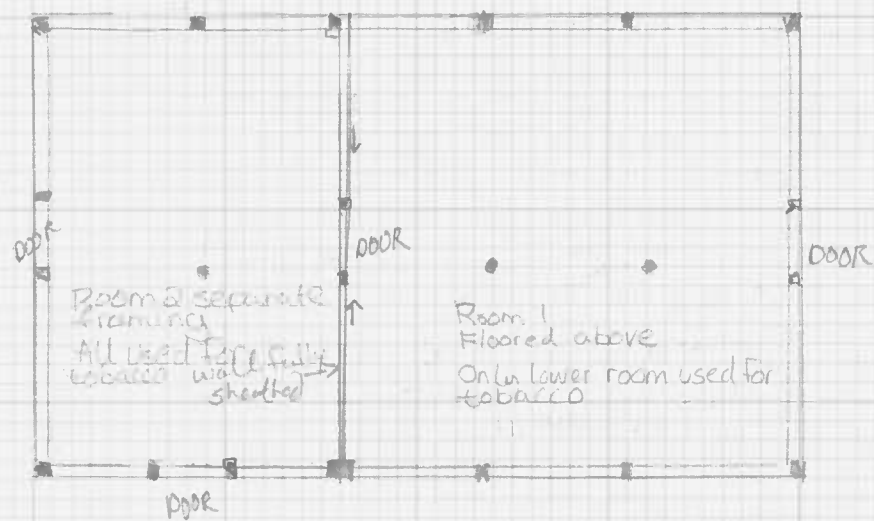 DOOR
DOOR
DOOR
Room 2 separate
framing
All used for
tobacco
wall fully
sheathed
Room 1
Floored above
Only lower room used for
tobacco
DOOR